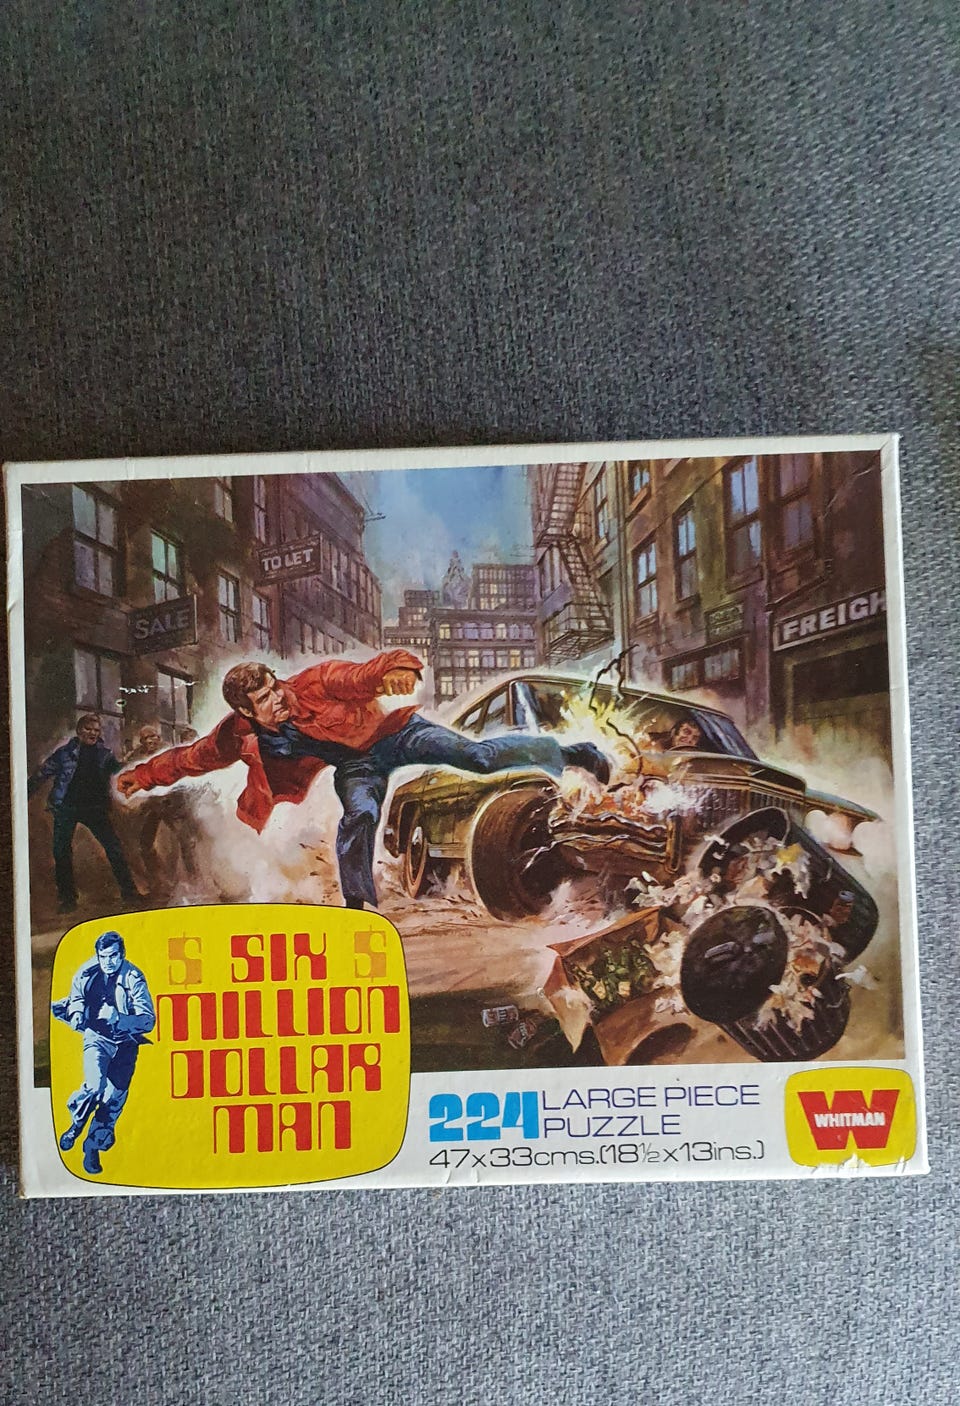 TO LET
SALE
FREIGH
$ SIX $
MILLION
DOLLAR
MAN
224 LARGE PIECE
PUZZLE
47x33cms.(18½x13ins.)
W
WHITMAN